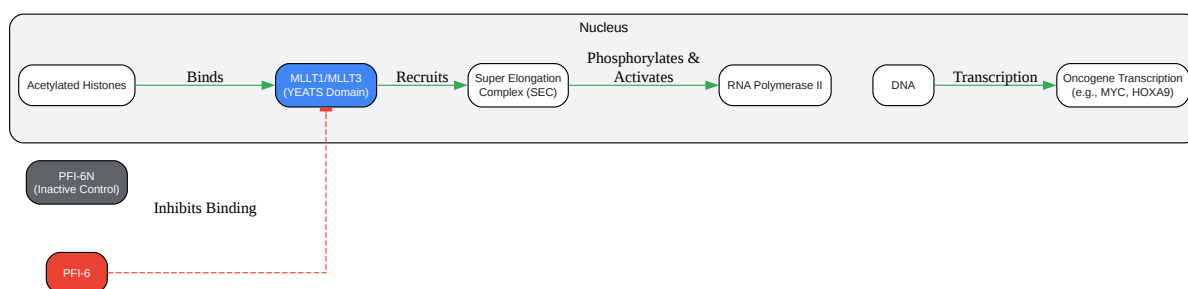 Nucleus
Acetylated Histones
Binds
MLLT1/MLLT3
(YEATS Domain)
Recruits
Super Elongation
Complex (SEC)
Phosphorylates &
Activates
RNA Polymerase II
DNA
Transcription
Oncogene Transcription
(e.g., MYC, HOXA9)
PFI-6N
(Inactive Control)
Inhibits Binding
PFI-6